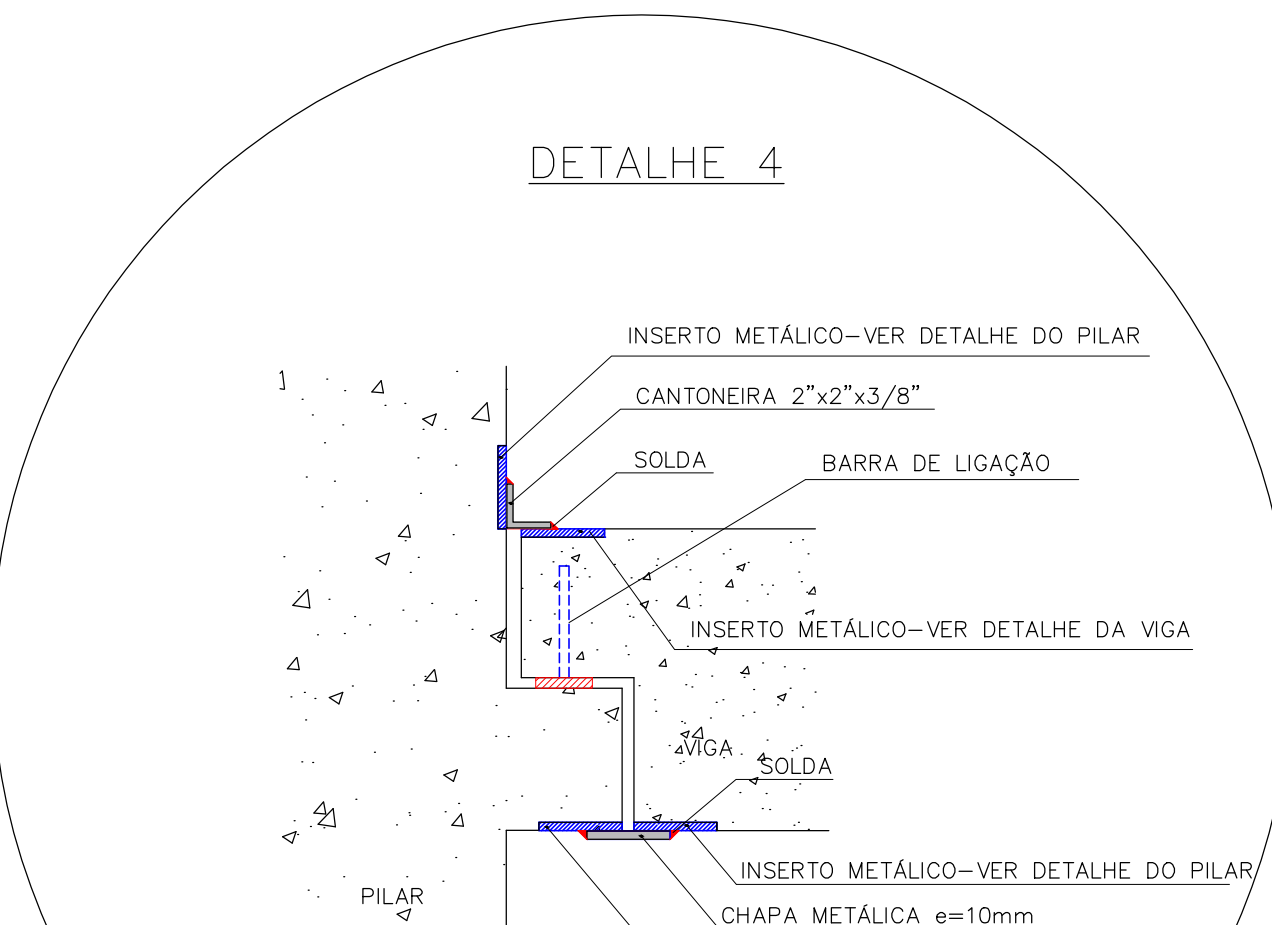 DETALHE 4
INSERTO METÁLICO-VER DETALHE DO PILAR
CANTONEIRA 2"x2"x3/8"
SOLDA
BARRA DE LIGAÇÃO
INSERTO METÁLICO-VER DETALHE DA VIGA
VIGA
SOLDA
INSERTO METÁLICO-VER DETALHE DO PILAR
PILAR
CHAPA METÁLICA e=10mm